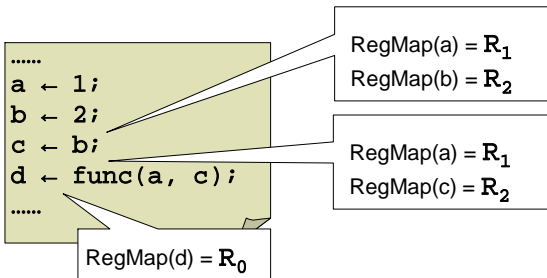 ……
a ← 1;
b ← 2;
c ← b;
d ← func(a, c);
……
RegMap(a) = R1
RegMap(b) = R2
RegMap(a) = R1
RegMap(c) = R2
RegMap(d) = R0